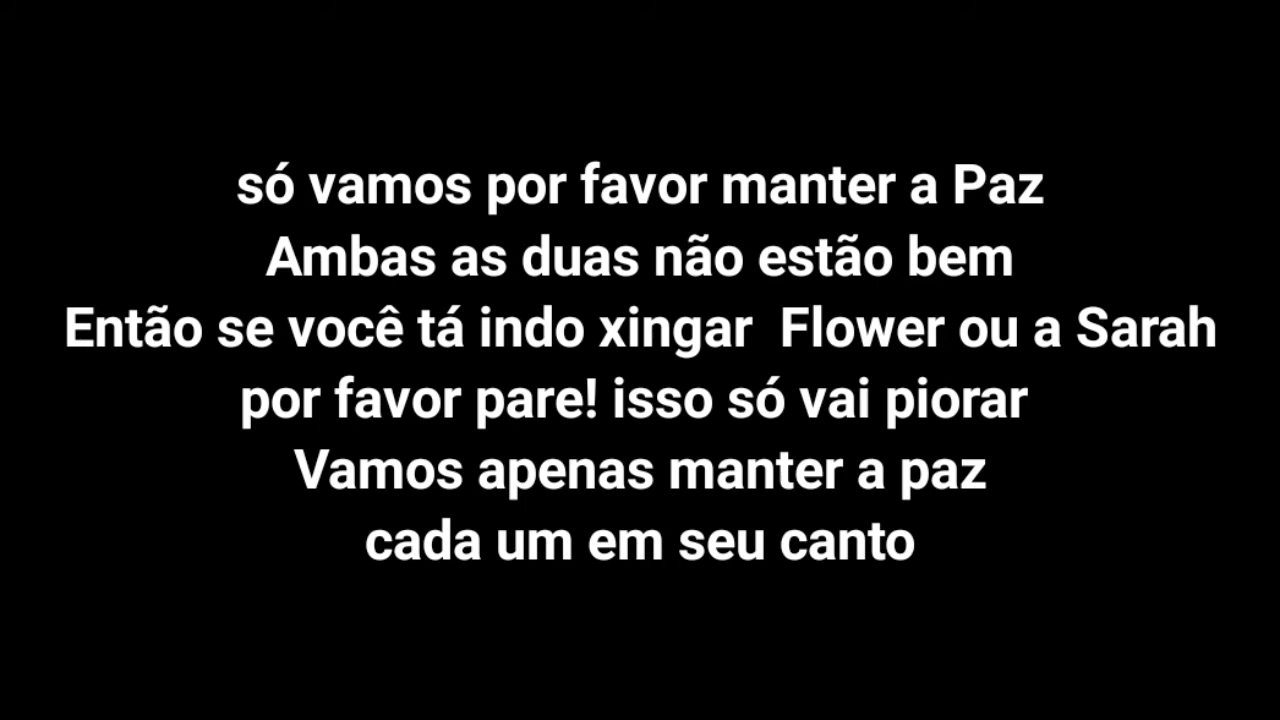 só vamos por favor manter a Paz
Ambas as duas não estão bem
Então se você tá indo xingar  Flower ou a Sarah
por favor pare! isso só vai piorar
Vamos apenas manter a paz
cada um em seu canto